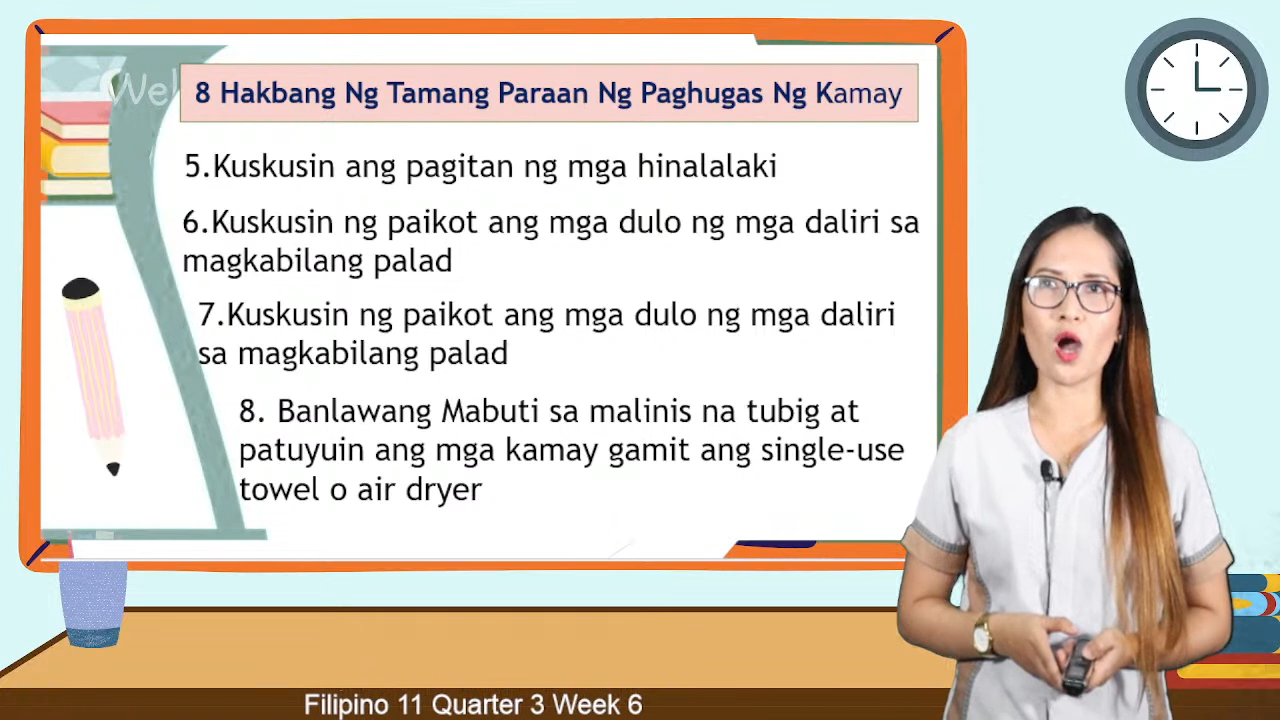 Wel
8 Hakbang Ng Tamang Paraan Ng Paghugas Ng Kamay
5.Kuskusin ang pagitan ng mga hinalalaki
6.Kuskusin ng paikot ang mga dulo ng mga daliri sa
magkabilang palad
7.Kuskusin ng paikot ang mga dulo ng mga daliri
sa magkabilang palad
8. Banlawang Mabuti sa malinis na tubig at
patuyuin ang mga kamay gamit ang single-use
towel o air dryer
Filipino 11 Quarter 3 Week 6